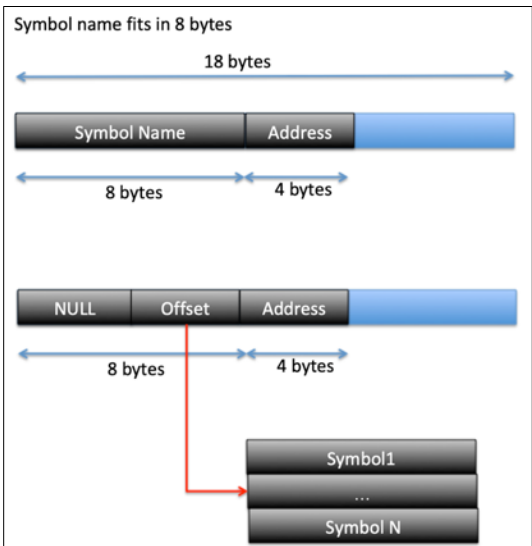 Symbol name fits in 8 bytes
18 bytes
Symbol Name Address
8 bytes 4 bytes
NULL Offset Address
8 bytes 4 bytes
Symbol1
...
Symbol N